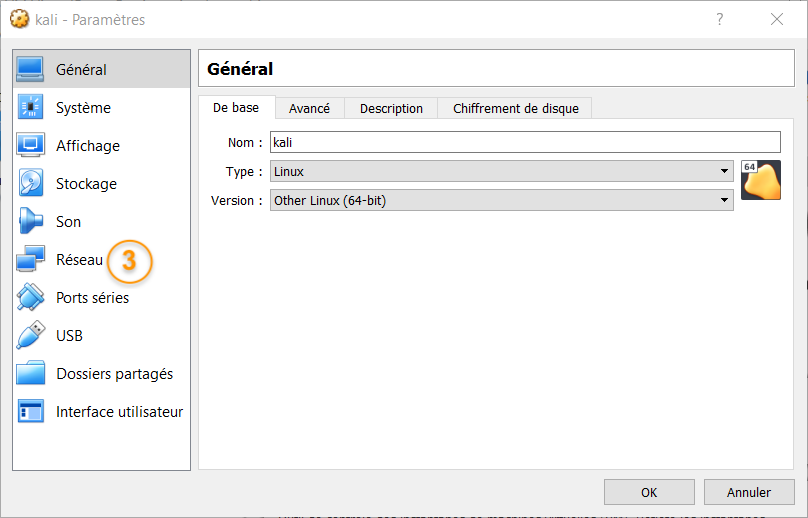 kali - Paramètres
?
Général
Système
Affichage
Stockage
Son
Réseau 3
Ports séries
USB
Dossiers partagés
Interface utilisateur
Général
De base Avancé Description Chiffrement de disque
Nom : kali
Type : Linux
64
Version : Other Linux (64-bit)
OK Annuler